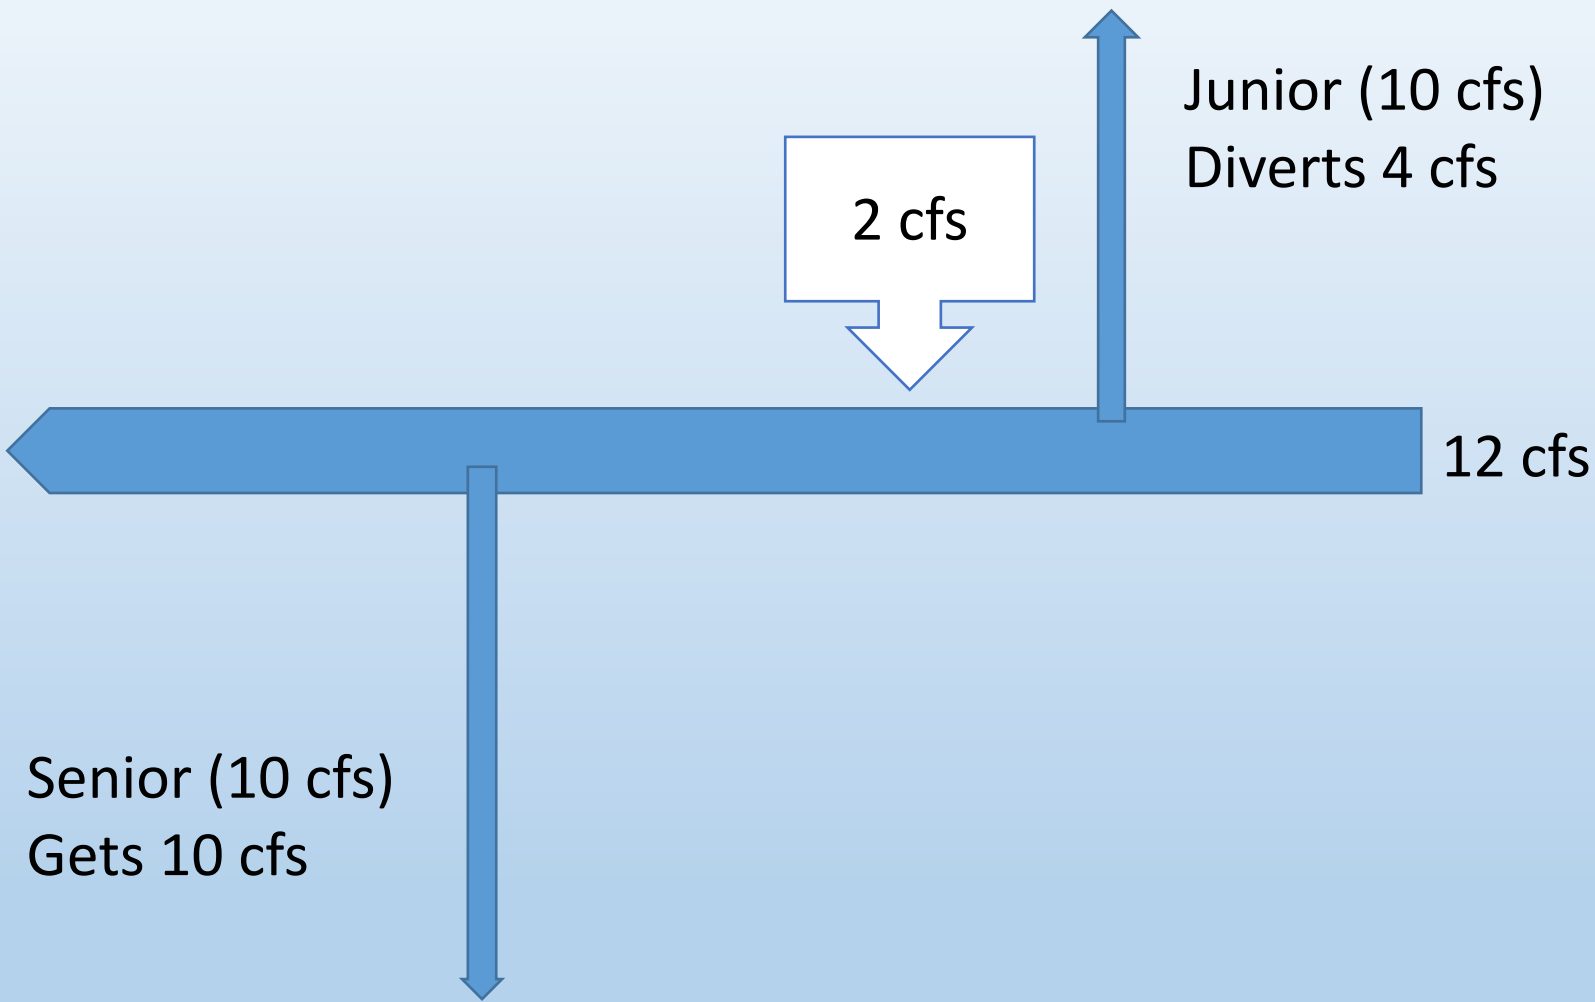 Junior (10 cfs)
Diverts 4 cfs
2 cfs
12 cfs
Senior (10 cfs)
Gets 10 cfs